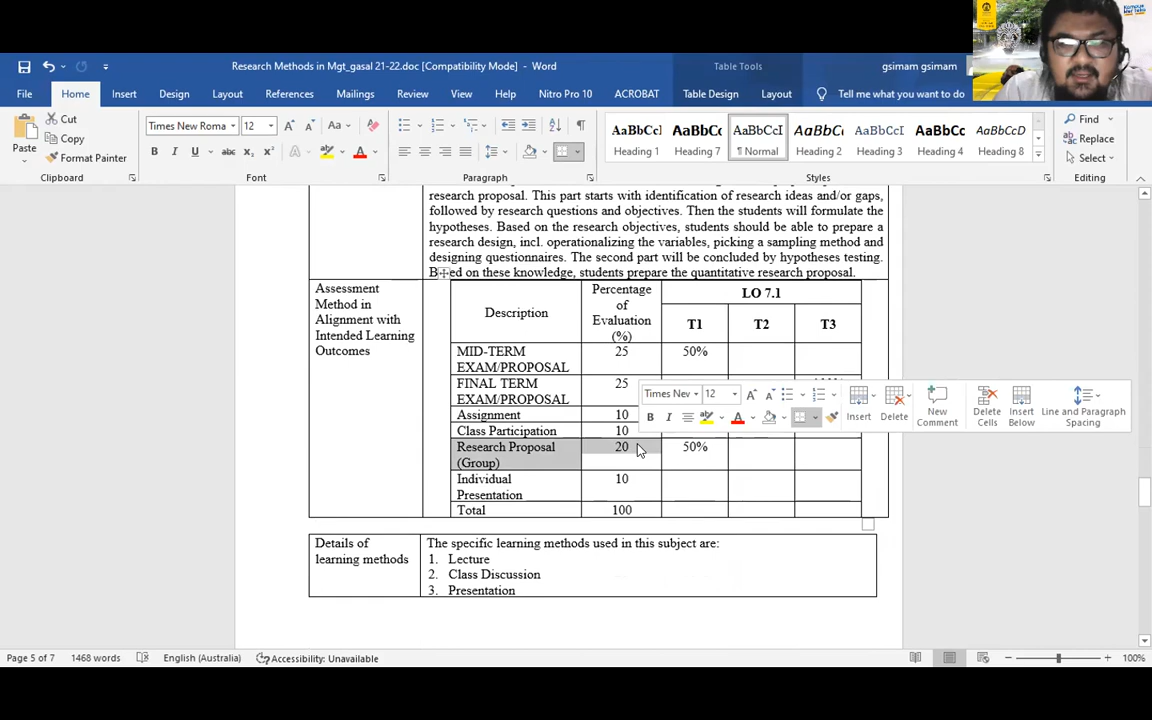 Research Methods in Mgt_gasal 21-22.doc [Compatibility Mode] - Word
Table Tools
gsimam gsimam
File Home Insert Design Layout References Mailings Review View Help Nitro Pro 10 ACROBAT Table Design Layout Tell me what you want to do
Paste
Cut
Copy
Format Painter
Clipboard
Times New Roma 12
Font
Paragraph
AaBbCcI AaBbCc AaBbCcI AaBbCc AaBbCcI AaBbCcI AaBbCcI
Heading 1 Heading 7 ¶ Normal Heading 2 Heading 3 Heading 4 Heading 8
Styles
Find
Replace
Select
Editing
research proposal. This part starts with identification of research ideas and/or gaps,
followed by research questions and objectives. Then the students will formulate the
hypotheses. Based on the research objectives, students should be able to prepare a
research design, incl. operationalizing the variables, picking a sampling method and
designing questionnaires. The second part will be concluded by hypotheses testing.
on these knowledge, students prepare the quantitative research proposal.
Assessment
Method in
Alignment with
Intended Learning
Outcomes
Description
Percentage
of
Evaluation
(%)
LO 7.1
T1 T2 T3
MID-TERM
EXAM/PROPOSAL
25 50%
FINAL TERM
EXAM/PROPOSAL
25
Assignment 10
Class Participation 10
Research Proposal
(Group)
20 50%
Individual
Presentation
10
Total 100
Times Nev 12
Insert
Delete
New
Comment
Delete
Cells
Insert
Below
Line and Paragraph
Spacing
Details of
learning methods
The specific learning methods used in this subject are:
1. Lecture
2. Class Discussion
3. Presentation
Page 5 of 7 1468 words English (Australia) Accessibility: Unavailable 100%